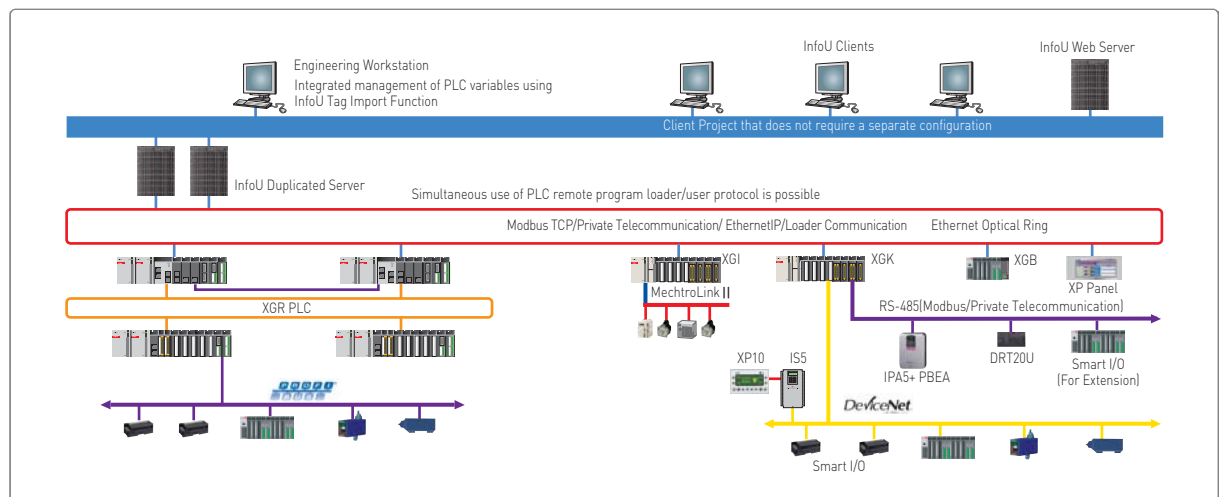 InfoU Clients
InfoU Web Server
Engineering Workstation
Integrated management of PLC variables using
InfoU Tag Import Function
Client Project that does not require a separate configuration
InfoU Duplicated Server
Simultaneous use of PLC remote program loader/user protocol is possible
Modbus TCP/Private Telecommunication/ EthernetIP/Loader Communication
Ethernet Optical Ring
XGI
XGK
XGB
XP Panel
MechtroLink II
XGR PLC
RS-485(Modbus/Private Telecommunication)
XP10
IS5
IPA5+ PBEA
DRT20U
Smart I/O
(For Extension)
PROFI
BUS
DeviceNet
Smart I/O